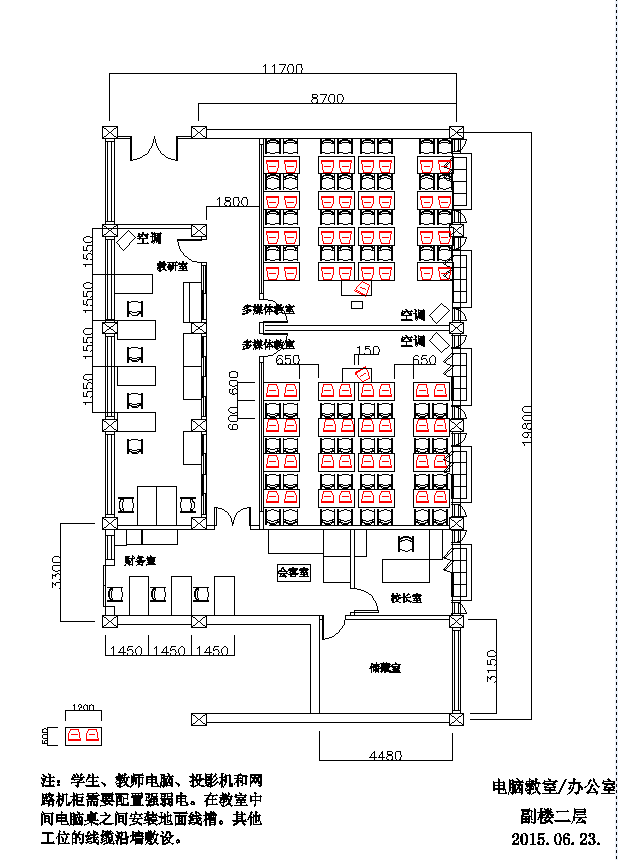 11700
8700
1800
空调
教研室
1550
1550
1550
1550
多媒体教室
空调
多媒体教室
空调
650
150
650
600
600
19800
3300
财务室
会客室
校长室
1450
1450
1450
储藏室
3150
4480
1200
600
注：学生、教师电脑、投影机和网
路机柜需要配置强弱电。在教室中
间电脑桌之间安装地面线槽。其他
工位的线缆沿墙敷设。
电脑教室/办公室
副楼二层
2015.06.23.